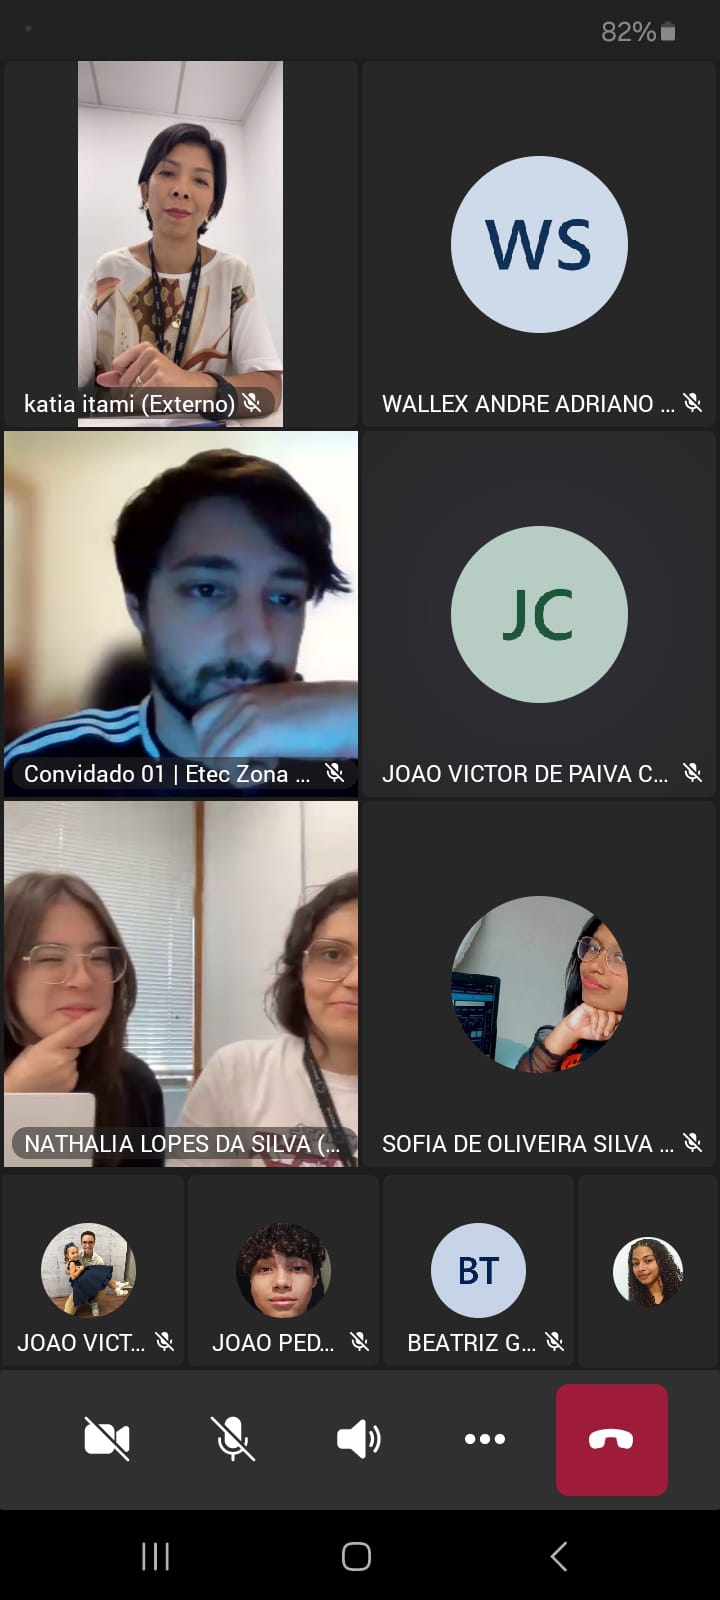 82%
katia itami (Externo)
WS
WALLEX ANDRE ADRIANO ...
Convidado 01 | Etec Zona ...
JC
JOAO VICTOR DE PAIVA C...
NATHALIA LOPES DA SILVA (...
SOFIA DE OLIVEIRA SILVA ...
JOAO VICT...
JOAO PED...
BT
BEATRIZ G...